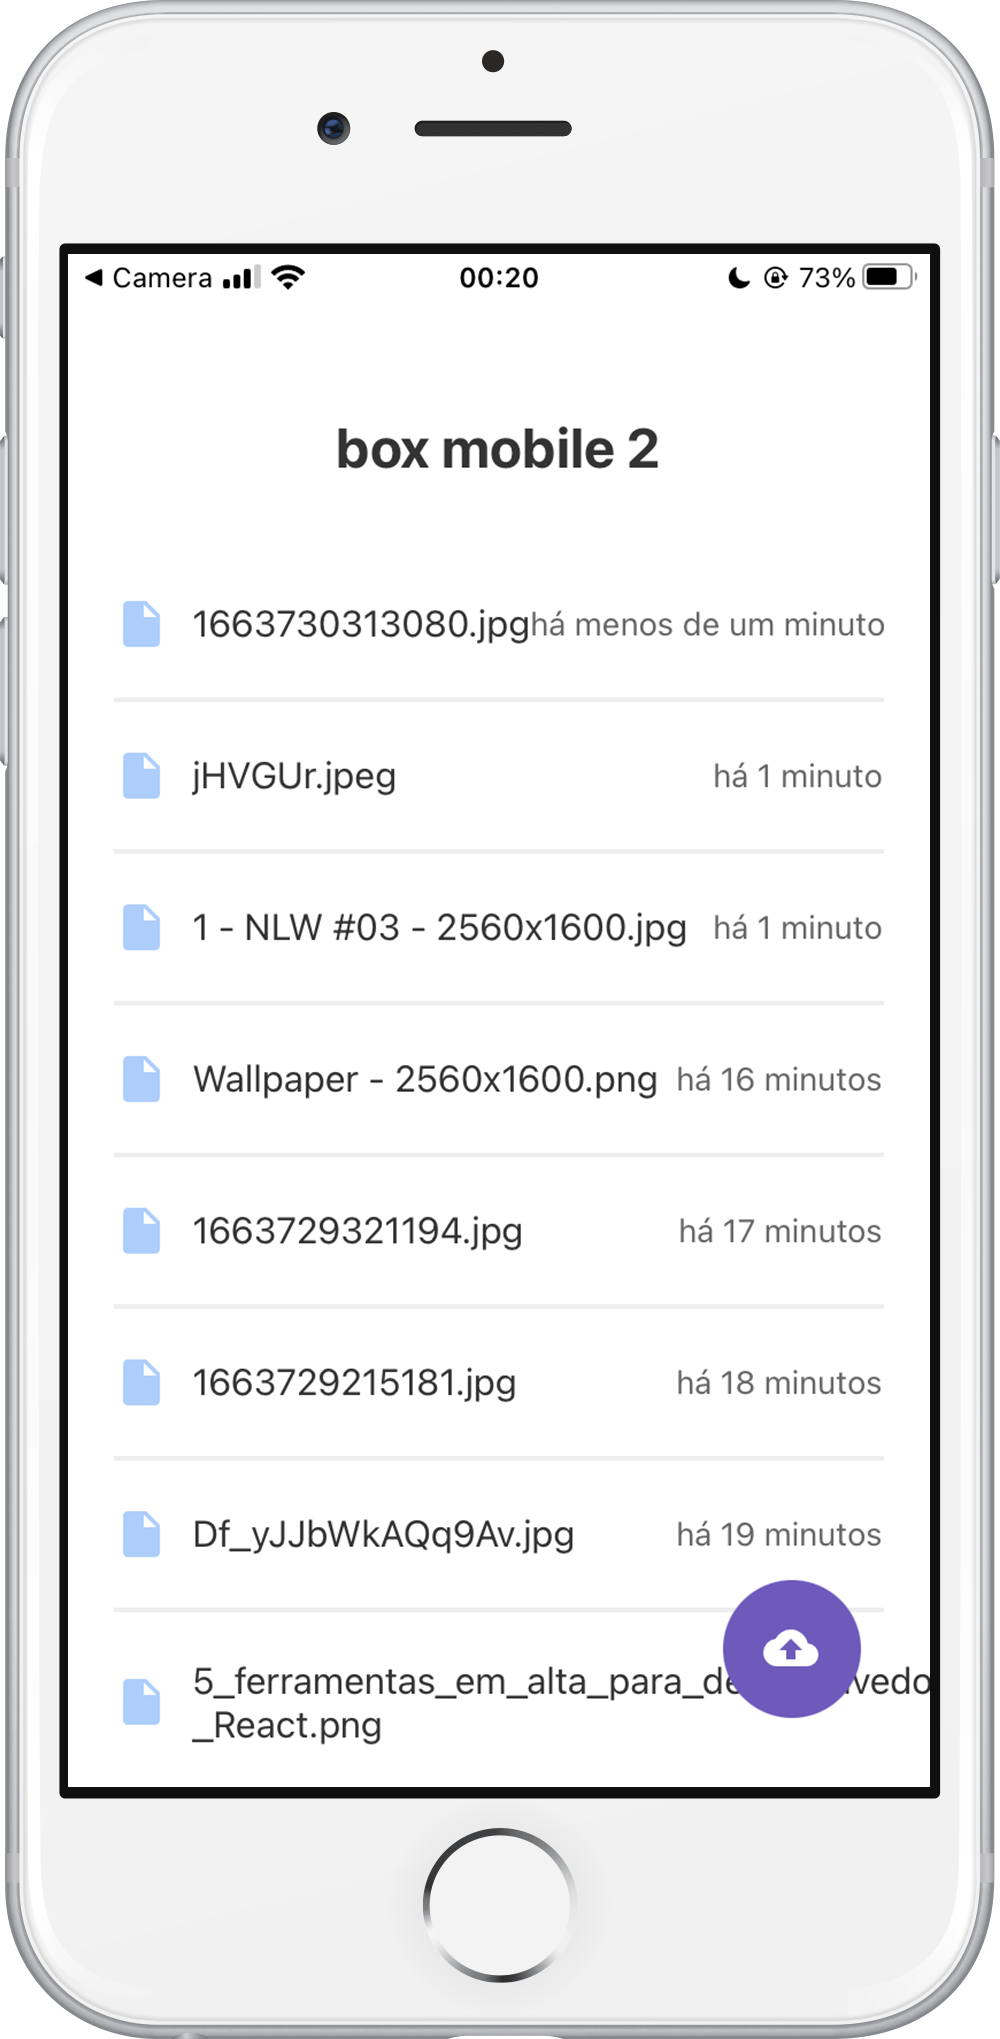 Camera 00:20 73%
box mobile 2
1663730313080.jpg há menos de um minuto
jHVGUr.jpeg há 1 minuto
1 - NLW #03 - 2560x1600.jpg há 1 minuto
Wallpaper - 2560x1600.png há 16 minutos
1663729321194.jpg há 17 minutos
1663729215181.jpg há 18 minutos
Df_yJJbWkAQq9Av.jpg há 19 minutos
5_ferramentas_em_alta_para_de
_React.png